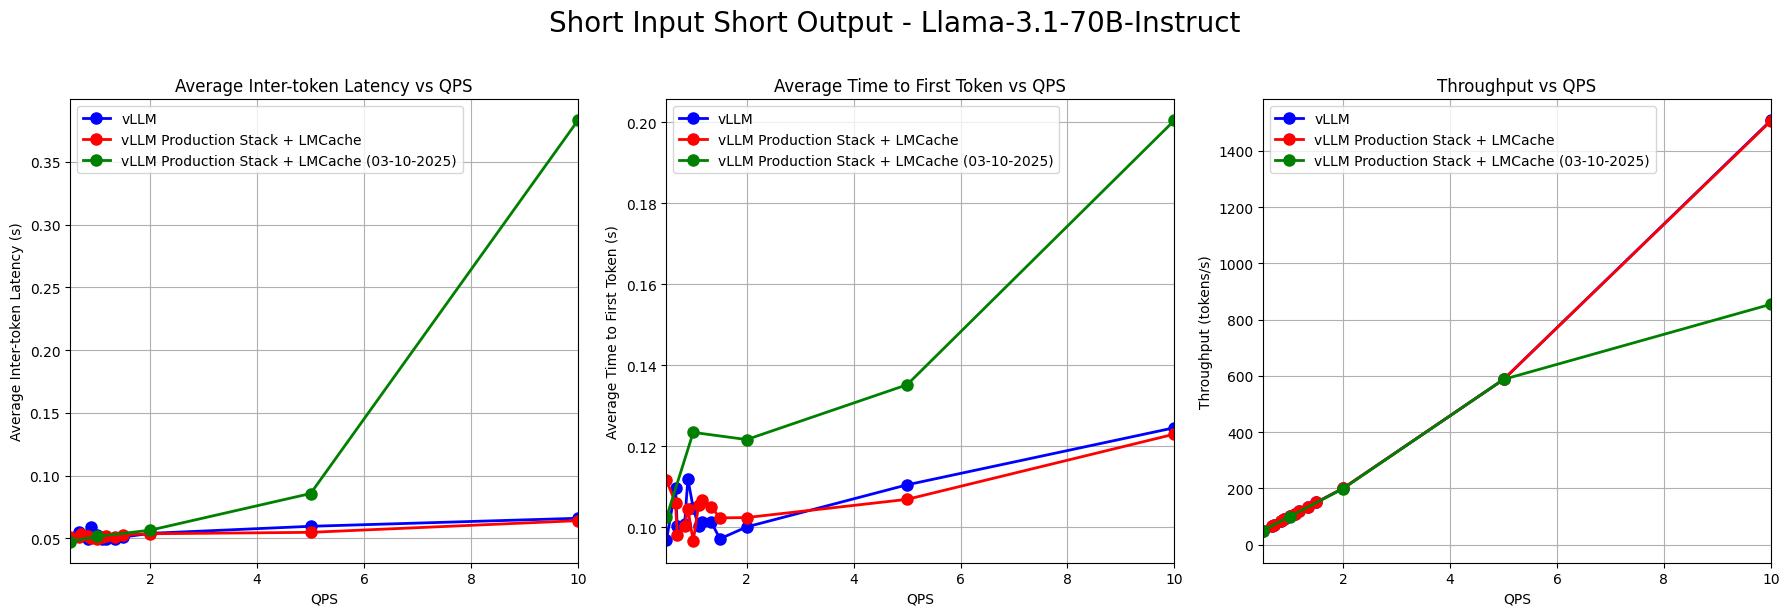 Short Input Short Output - Llama-3.1-70B-Instruct
Average Inter-token Latency vs QPS
vLLM
vLLM Production Stack + LMCache
vLLM Production Stack + LMCache (03-10-2025)
Average Inter-token Latency (s)
0.35
0.30
0.25
0.20
0.15
0.10
0.05
2
4
6
8
10
QPS
Average Time to First Token vs QPS
vLLM
vLLM Production Stack + LMCache
vLLM Production Stack + LMCache (03-10-2025)
Average Time to First Token (s)
0.20
0.18
0.16
0.14
0.12
0.10
2
4
6
8
10
QPS
Throughput vs QPS
vLLM
vLLM Production Stack + LMCache
vLLM Production Stack + LMCache (03-10-2025)
Throughput (tokens/s)
1400
1200
1000
800
600
400
200
0
2
4
6
8
10
QPS